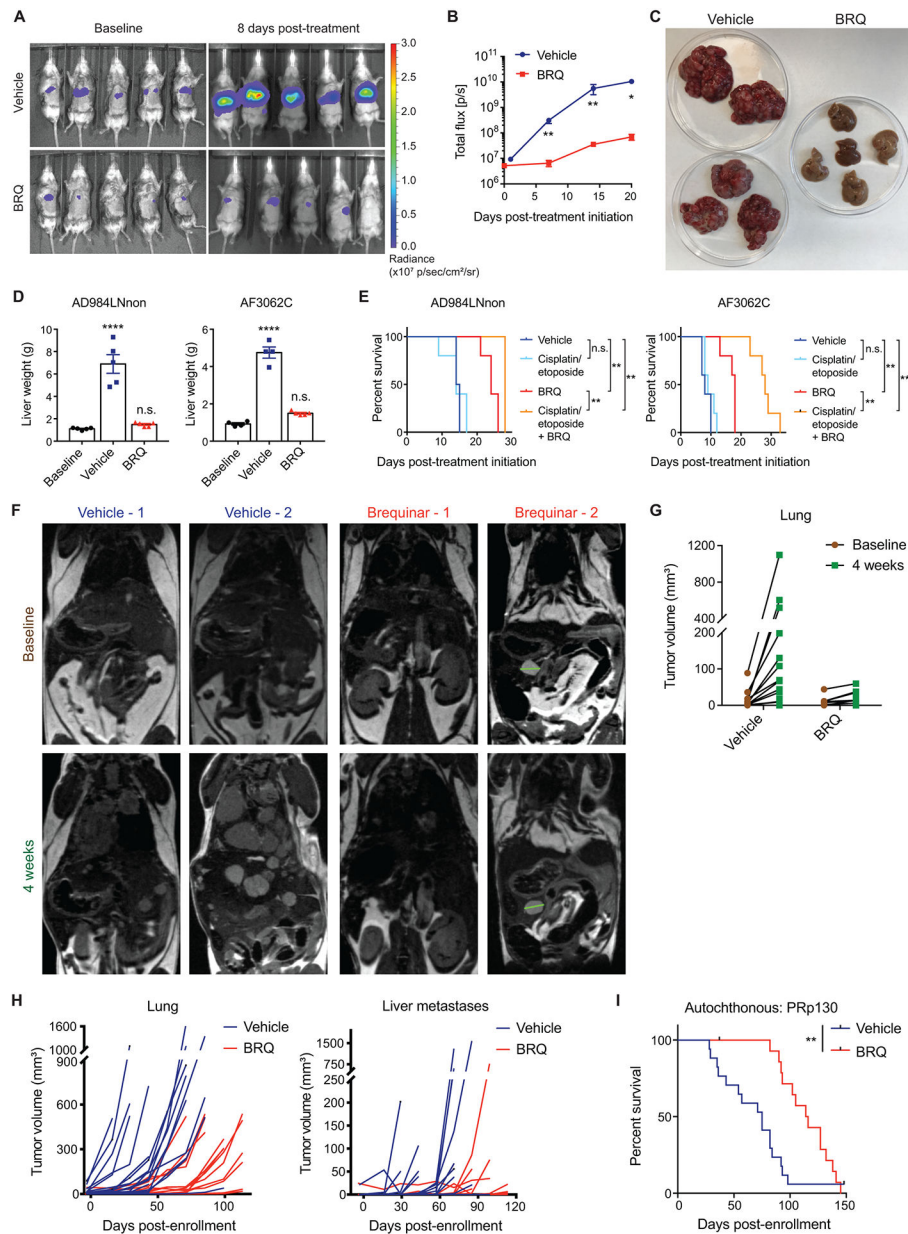 A
Baseline
8 days post-treatment
Vehicle
BRQ
3.0
2.5
2.0
1.5
1.0
0.5
0.0
Radiance
(x10⁷ p/sec/cm²/sr)
B
Total flux [p/s]
10¹¹
10¹⁰
10⁹
10⁸
10⁷
10⁶
Vehicle
BRQ
**
**
*
0 5 10 15 20
Days post-treatment initiation
C
Vehicle
BRQ
D
AD984LNnon
Liver weight (g)
10
8
6
4
2
0
****
n.s.
Baseline
Vehicle
BRQ
AF3062C
Liver weight (g)
6
4
2
0
****
n.s.
Baseline
Vehicle
BRQ
E
AD984LNnon
Percent survival
100
50
0
0 10 20 30
Days post-treatment initiation
Vehicle
Cisplatin/
etoposide
BRQ
Cisplatin/
etoposide
+ BRQ
n.s.
**
**
**
AF3062C
Percent survival
100
50
0
0 10 20 30
Days post-treatment initiation
Vehicle
Cisplatin/
etoposide
BRQ
Cisplatin/
etoposide
+ BRQ
n.s.
**
**
**
F
Vehicle - 1
Vehicle - 2
Brequinar - 1
Brequinar - 2
Baseline
4 weeks
G
Lung
Baseline
4 weeks
Tumor volume (mm³)
1200
800
400
200
100
0
Vehicle
BRQ
H
Lung
Vehicle
BRQ
Tumor volume (mm³)
1600
1000
900
600
300
0
0 50 100
Days post-enrollment
Liver metastases
Vehicle
BRQ
Tumor volume (mm³)
1500
750
250
200
150
100
50
0
0 30 60 90 120
Days post-enrollment
I
Autochthonous: PRp130
**
Vehicle
BRQ
Percent survival
100
50
0
0 50 100 150
Days post-enrollment